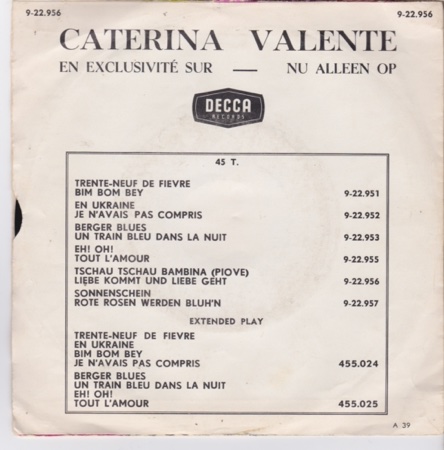 9-22.956 9-22.956
CATERINA VALENTE
EN EXCLUSIVITÉ SUR — NU ALLEEN OP
DECCA
RECORDS
45 T.
TRENTE-NEUF DE FIEVRE
BIM BOM BEY 9-22.951
EN UKRAINE
JE N'AVAIS PAS COMPRIS 9-22.952
BERGER BLUES
UN TRAIN BLEU DANS LA NUIT 9-22.953
EH! OH!
TOUT L'AMOUR 9-22.955
TSCHAU TSCHAU BAMBINA (PIOVE)
LIEBE KOMMT UND LIEBE GEHT 9-22.956
SONNENSCHEIN
ROTE ROSEN WERDEN BLUH'N 9-22.957
EXTENDED PLAY
TRENTE-NEUF DE FIEVRE
EN UKRAINE
BIM BOM BEY
JE N'AVAIS PAS COMPRIS 455.024
BERGER BLUES
UN TRAIN BLEU DANS LA NUIT
EH! OH!
TOUT L'AMOUR 455.025
A 39